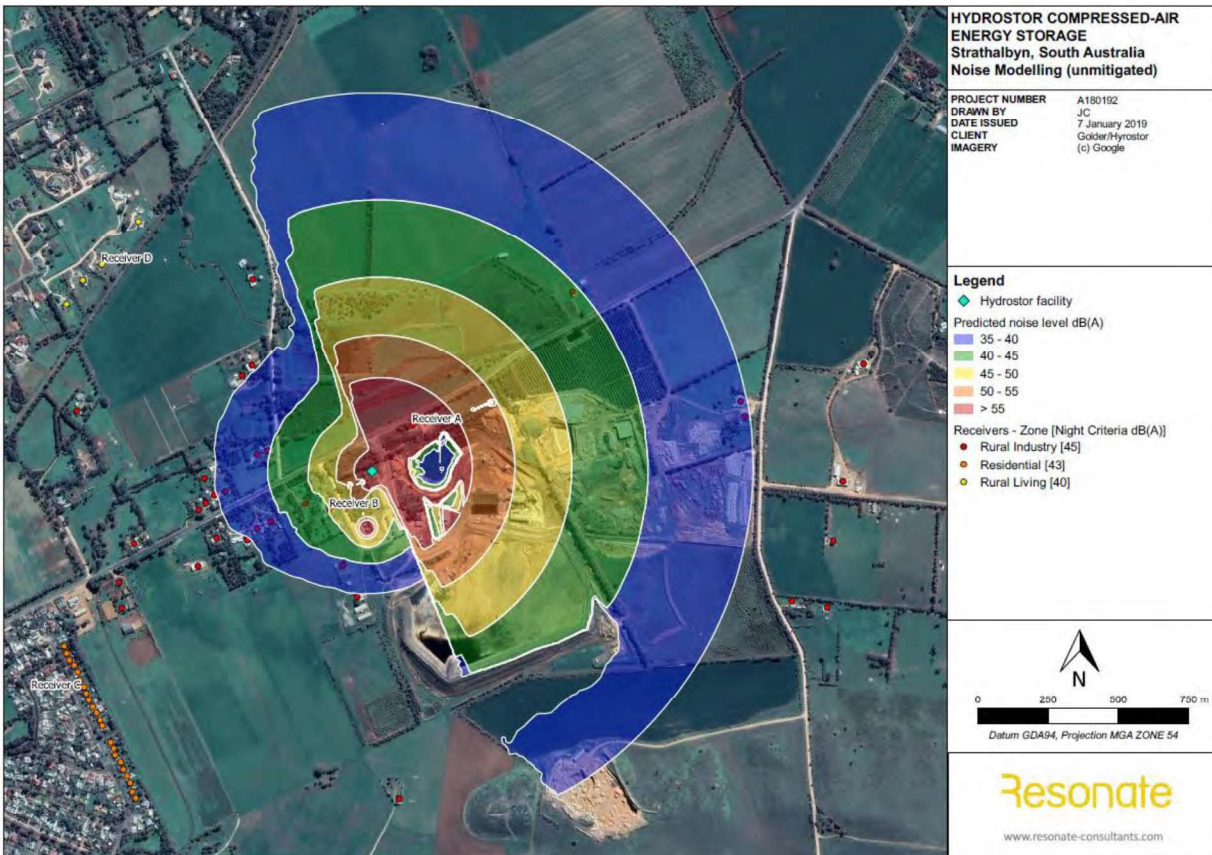 HYDROSTOR COMPRESSED-AIR
ENERGY STORAGE
Strathalbyn, South Australia
Noise Modelling (unmitigated)
PROJECT NUMBER A180192
DRAWN BY JC
DATE ISSUED 7 January 2019
CLIENT Golder/Hyrostor
IMAGERY (c) Google
Legend
Hydrostor facility
Predicted noise level dB(A)
35 - 40
40 - 45
45 - 50
50 - 55
> 55
Receivers - Zone [Night Criteria dB(A)]
Rural Industry [45]
Residential [43]
Rural Living [40]
N
0 250 500 750 m
Datum GDA94, Projection MGA ZONE 54
Resonate
www.resonate-consultants.com
Receiver D
Receiver A
Receiver B
Receiver C